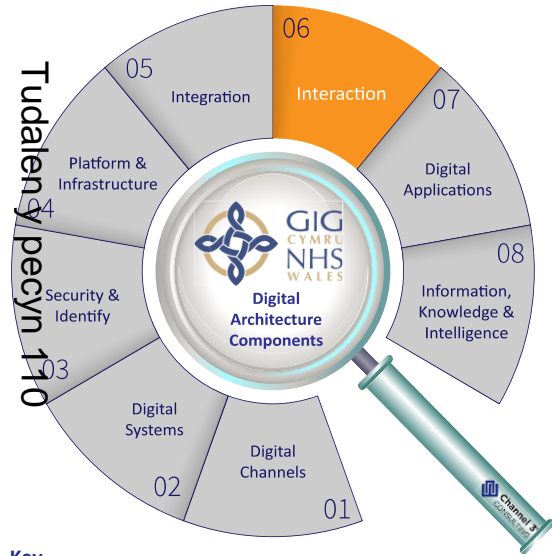 06
Interaction
05
Integration
07
Digital
Applications
04
Platform &
Infrastructure
08
Information,
Knowledge &
Intelligence
03
Security &
Identify
02
Digital
Systems
01
Digital
Channels
GIG
CYMRU
NHS
WALES
Digital
Architecture
Components
Channel 3
CONSULTING
Tudalen y pecyn 110
Key